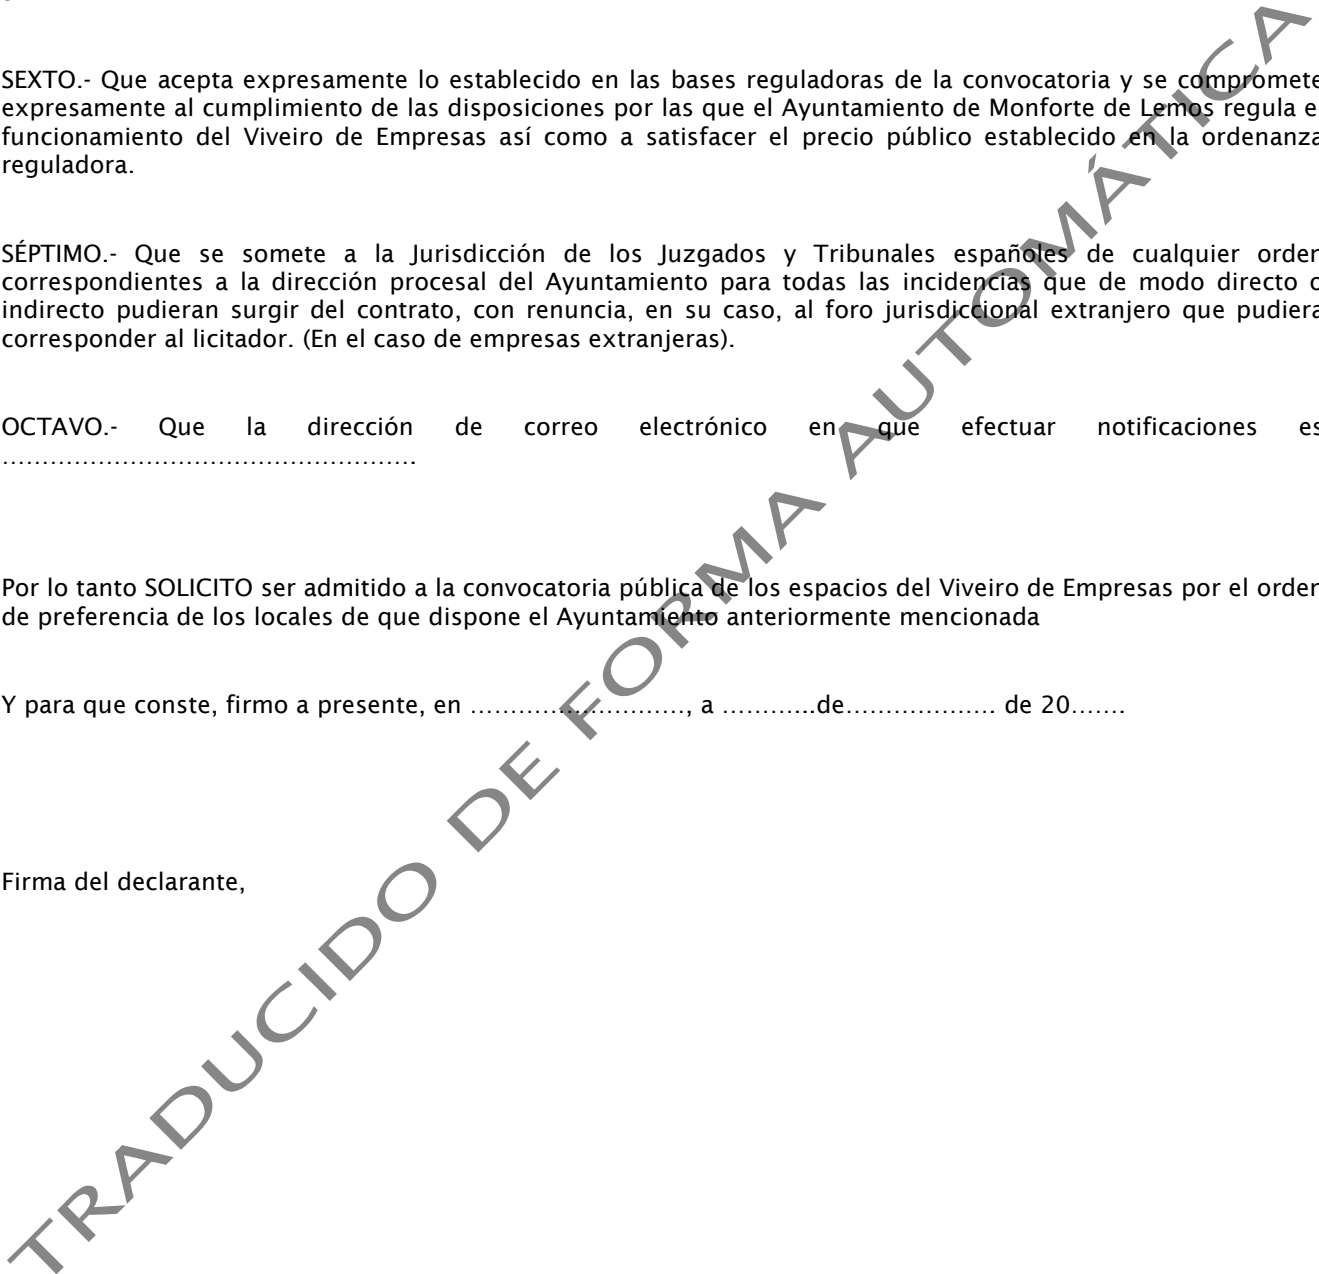 SEXTO.- Que acepta expresamente lo establecido en las bases reguladoras de la convocatoria y se compromete
expresamente al cumplimiento de las disposiciones por las que el Ayuntamiento de Monforte de Lemos regula e
funcionamiento del Viveiro de Empresas así como a satisfacer el precio público establecido en la ordenanza
reguladora.
SÉPTIMO.- Que se somete a la Jurisdicción de los Juzgados y Tribunales españoles de cualquier orden
correspondientes a la dirección procesal del Ayuntamiento para todas las incidencias que de modo directo o
indirecto pudieran surgir del contrato, con renuncia, en su caso, al foro jurisdiccional extranjero que pudiera
corresponder al licitador. (En el caso de empresas extranjeras).
OCTAVO.- Que la dirección de correo electrónico en que efectuar notificaciones es
…………………………………………….
Por lo tanto SOLICITO ser admitido a la convocatoria pública de los espacios del Viveiro de Empresas por el orden
de preferencia de los locales de que dispone el Ayuntamiento anteriormente mencionada
Y para que conste, firmo a presente, en ………………………, a ………...de………………. de 20…….
Firma del declarante,
TRADUCIDO DE FORMA AUTOMÁTICA